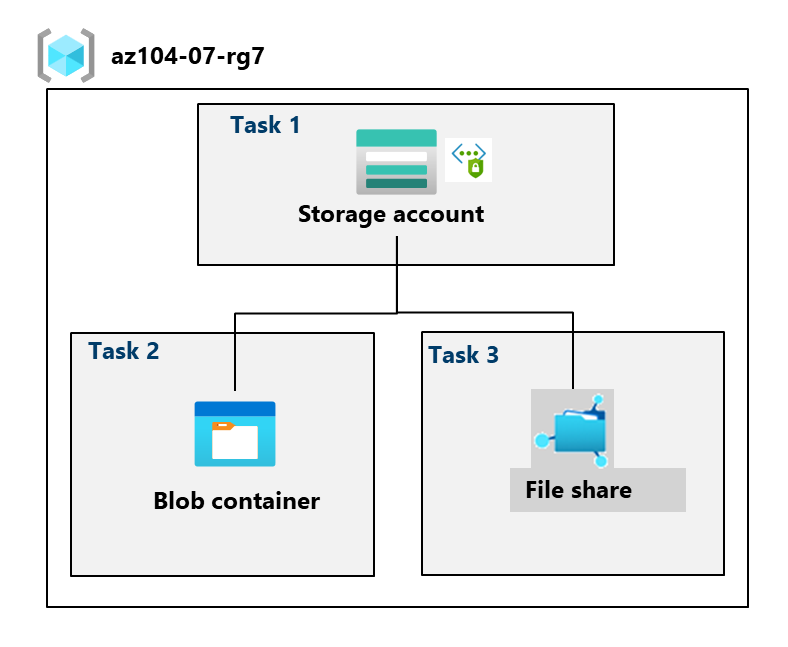 az104-07-rg7
Task 1
Storage account
Task 2
Blob container
Task 3
File share